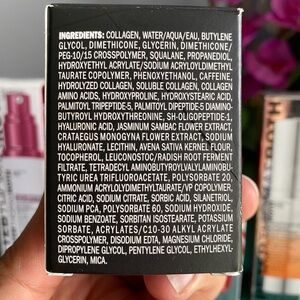 INGREDIENTS: COLLAGEN, WATER/AQUA/EAU, BUTYLENE
GLYCOL, DIMETHICONE, GLYCERIN, DIMETHICONE/
PEG-10/15 CROSSPOLYMER, SQUALANE, PROPANEDIOL,
HYDROXYETHYL ACRYLATE/SODIUM ACRYLOYLDIMETHYL
TAURATE COPOLYMER, PHENOXYETHANOL, CAFFEINE,
HYDROLYZED COLLAGEN, SOLUBLE COLLAGEN, COLLAGEN
AMINO ACIDS, HYDROXYPROLINE, HYDROXYSTEARIC ACID,
PALMITOYL TRIPEPTIDE-5, PALMITOYL DIPEPTIDE-5 DIAMINO-
BUTYROYL HYDROXYTHREONINE, SH-OLIGOPEPTIDE-1,
HYALURONIC ACID, JASMINUM SAMBAC FLOWER EXTRACT,
CRATAEGUS MONOGYNA FLOWER EXTRACT, SODIUM
HYALURONATE, LECITHIN, AVENA SATIVA KERNEL FLOUR,
TOCOPHEROL, LEUCONOSTOC/RADISH ROOT FERMENT
FILTRATE, TETRADECYL AMINOBUTYROYLVALYLAMINOBU-
TYRIC UREA TRIFLUOROACETATE, POLYSORBATE 20,
AMMONIUM ACRYLOYLDIMETHYLTAURATE/VP COPOLYMER,
CITRIC ACID, SODIUM CITRATE, SORBIC ACID, SILANETRIOL,
SODIUM PCA, POLYSORBATE 60, SODIUM HYDROXIDE,
SODIUM BENZOATE, SORBITAN ISOSTEARATE, POTASSIUM
SORBATE, ACRYLATES/C10-30 ALKYL ACRYLATE
CROSSPOLYMER, DISODIUM EDTA, MAGNESIUM CHLORIDE,
DIPROPYLENE GLYCOL, PENTYLENE GLYCOL, ETHYLHEXYL-
GLYCERIN, MICA.